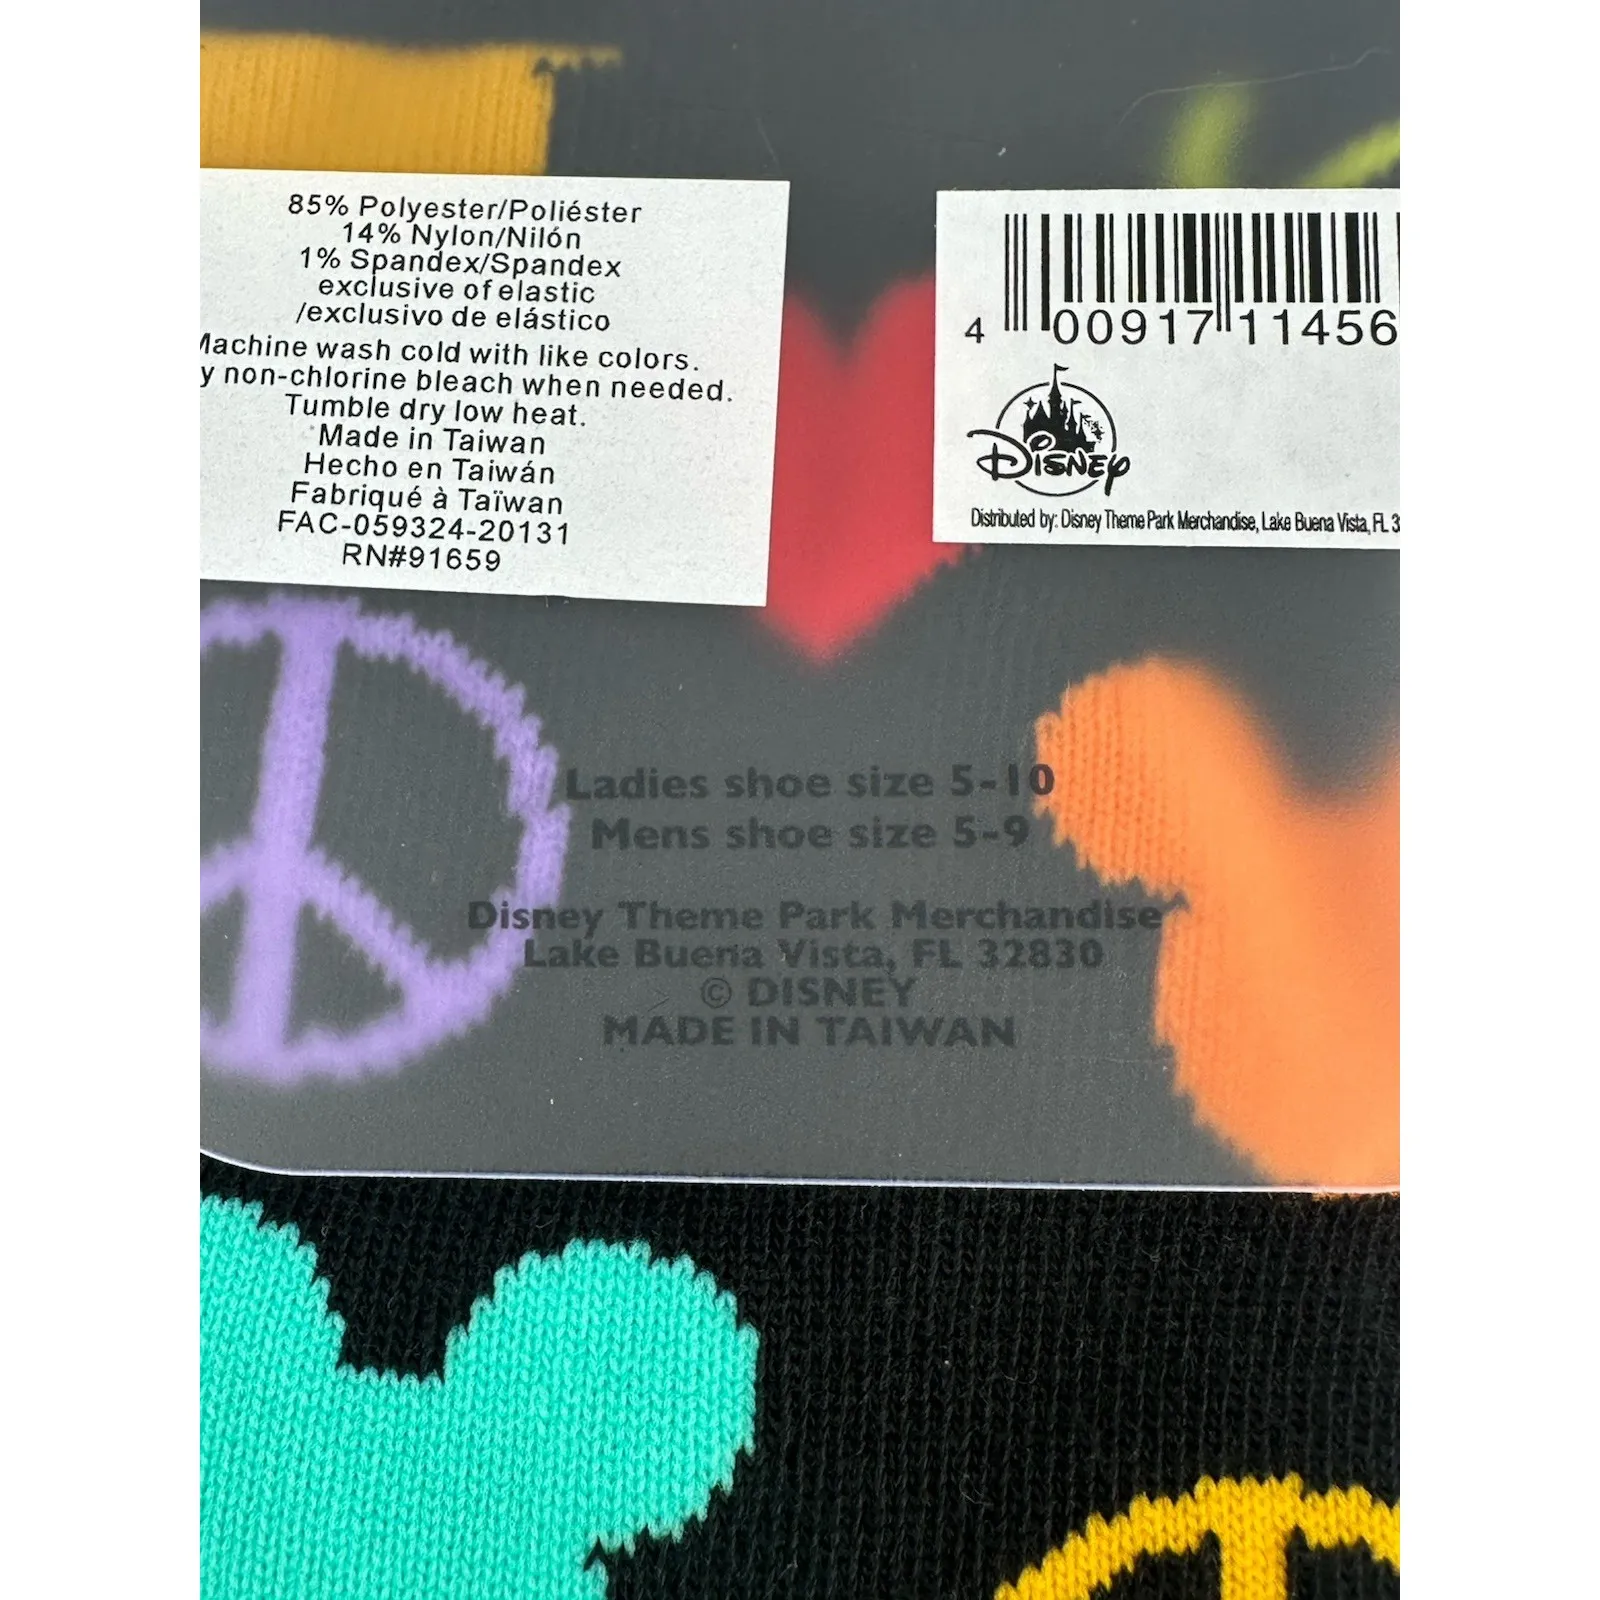 85% Polyester/Poliéster
14% Nylon/Nilón
1% Spandex/Spandex
exclusive of elastic
/exclusivo de elástico
Machine wash cold with like colors.
y non-chlorine bleach when needed.
Tumble dry low heat.
Made in Taiwan
Hecho en Taiwán
Fabriqué à Taïwan
FAC-059324-20131
RN#91659
4 00917 11456
Disney
Distributed by: Disney Theme Park Merchandise, Lake Buena Vista, FL 3
Ladies shoe size 5-10
Mens shoe size 5-9
Disney Theme Park Merchandise
Lake Buena Vista, FL 32830
© DISNEY
MADE IN TAIWAN